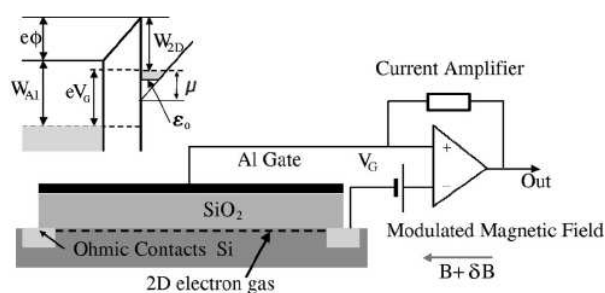 eϕ
W2D
WAl
eVG
μ
ε0
Current Amplifier
Al Gate
VG
+
−
Out
SiO2
Modulated Magnetic Field
Ohmic Contacts Si
B+ δB
2D electron gas